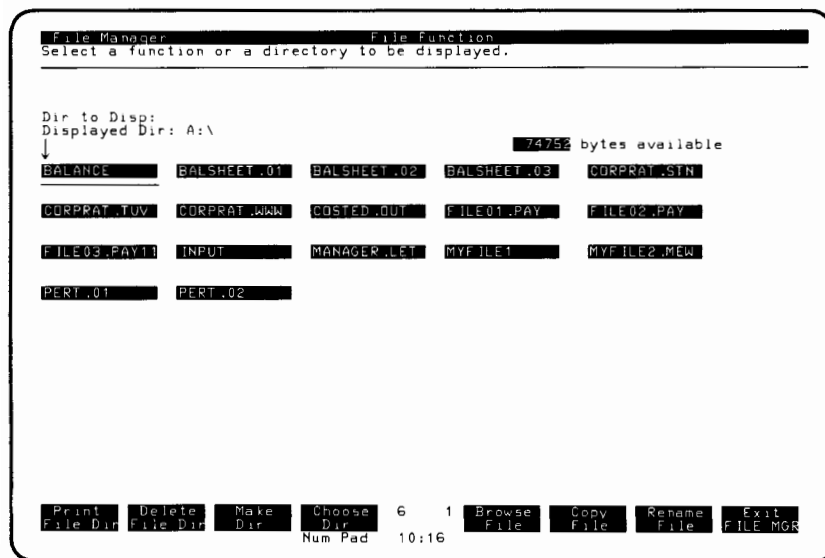 File Manager File Function
Select a function or a directory to be displayed.
Dir to Disp:
Displayed Dir: A:\
74752 bytes available
BALANCE BALSHEET.01 BALSHEET.02 BALSHEET.03 CORPRAT.STN
CORPRAT.TUV CORPRAT.WWW COSTED.OUT FILE01.PAY FILE02.PAY
FILE03.PAY11 INPUT MANAGER.LET MYFILE1 MYFILE2.MEW
PERT.01 PERT.02
Print Delete Make Choose 6 1 Browse Copy Rename Exit
File Dir File Dir Dir Dir File File File FILE MGR
Num Pad 10:16